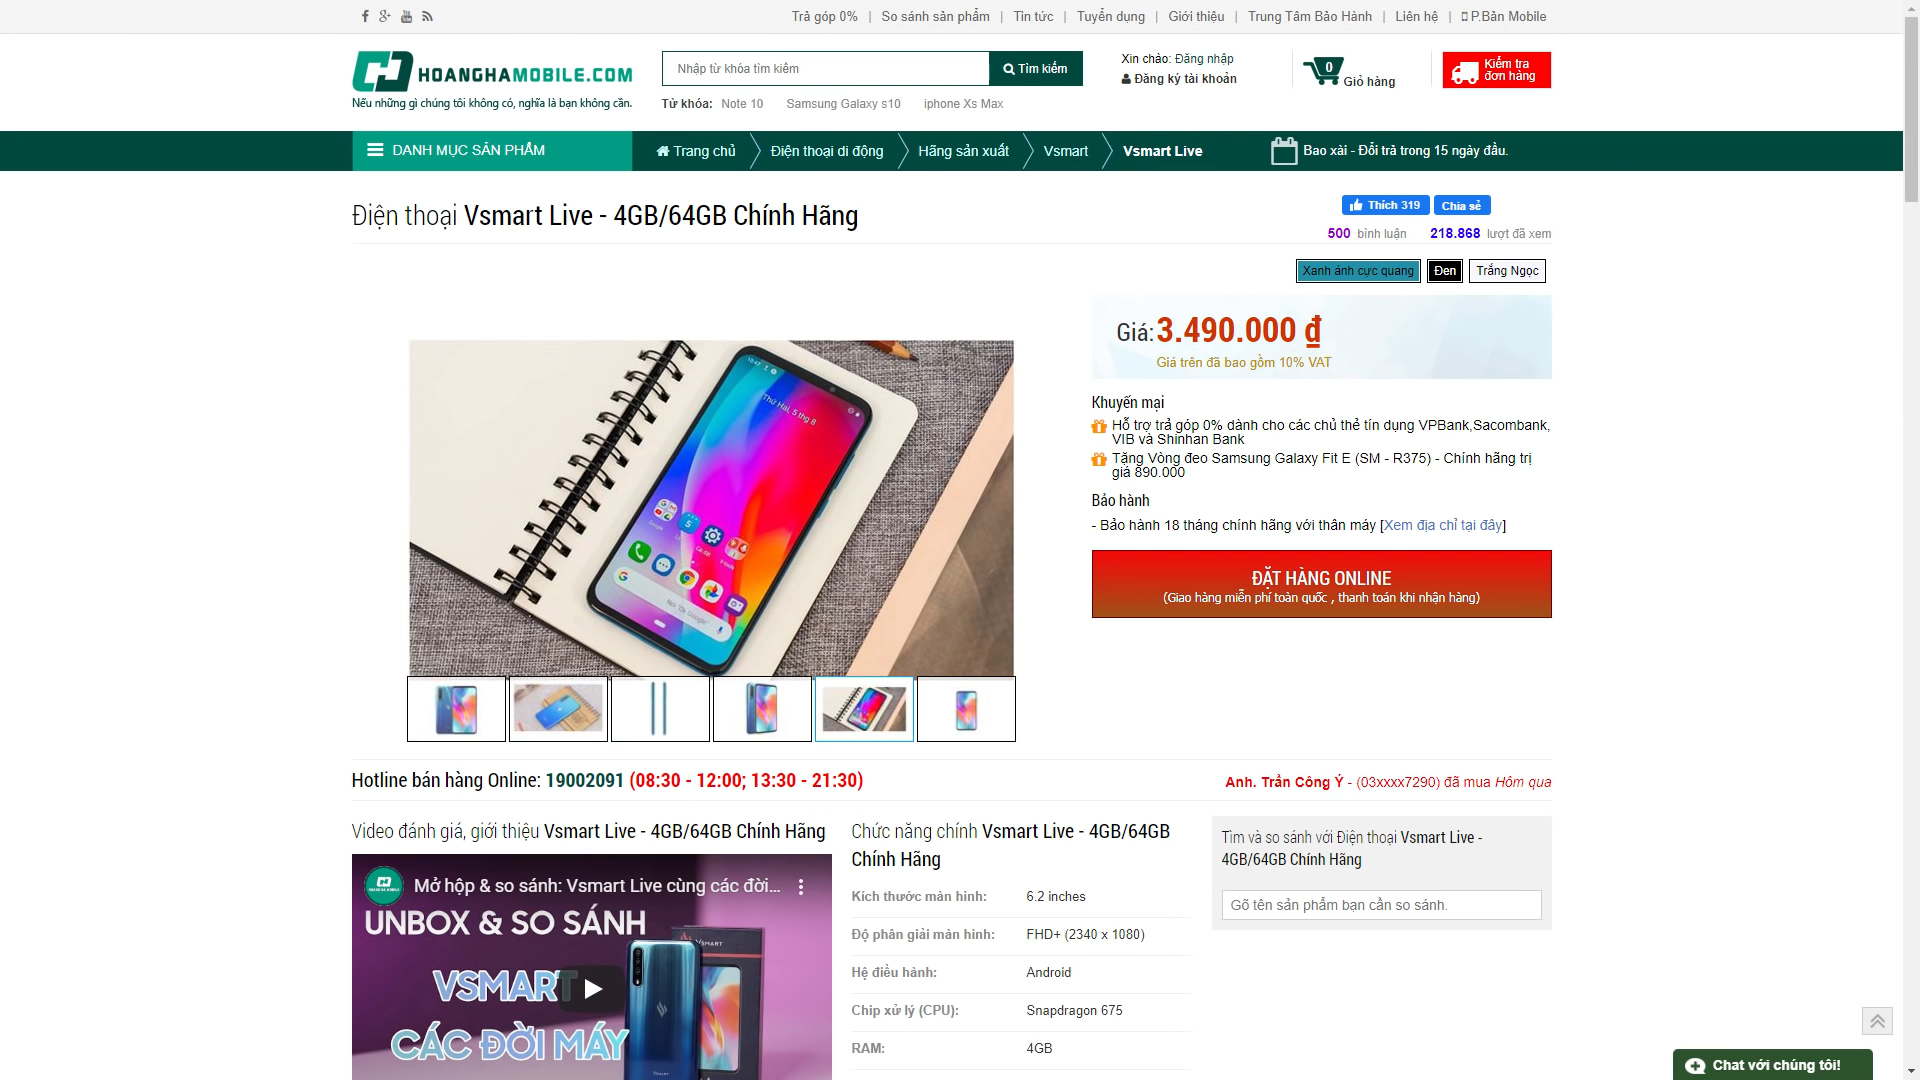 Trả góp 0% | So sánh sản phẩm | Tin tức | Tuyển dụng | Giới thiệu | Trung Tâm Bảo Hành | Liên hệ | P.Bản Mobile
HOANGHAMOBILE.COM
Nếu những gì chúng tôi không có, nghĩa là bạn không cần.
Nhập từ khóa tìm kiếm
Tìm kiếm
Từ khóa: Note 10 Samsung Galaxy s10 iphone Xs Max
Xin chào: Đăng nhập
Đăng ký tài khoản
0 Giỏ hàng
Kiểm tra
đơn hàng
DANH MỤC SẢN PHẨM
Trang chủ Điện thoại di động Hãng sản xuất Vsmart Vsmart Live
Bao xài - Đổi trả trong 15 ngày đầu.
Điện thoại Vsmart Live - 4GB/64GB Chính Hãng
Thích 319 Chia sẻ
500 bình luận 218.868 lượt đã xem
Xanh ánh cực quang Đen Trắng Ngọc
Giá: 3.490.000 ₫
Giá trên đã bao gồm 10% VAT
Khuyến mại
Hỗ trợ trả góp 0% dành cho các chủ thẻ tín dụng VPBank,Sacombank,
VIB và Shinhan Bank
Tặng Vòng đeo Samsung Galaxy Fit E (SM - R375) - Chính hãng trị
giá 890.000
Bảo hành
- Bảo hành 18 tháng chính hãng với thân máy [Xem địa chỉ tại đây]
ĐẶT HÀNG ONLINE
(Giao hàng miễn phí toàn quốc , thanh toán khi nhận hàng)
10:47
Thứ Hai, 5 thg 8
Google
Hotline bán hàng Online: 19002091 (08:30 - 12:00; 13:30 - 21:30)
Anh. Trần Công Ý - (03xxxx7290) đã mua Hôm qua
Video đánh giá, giới thiệu Vsmart Live - 4GB/64GB Chính Hãng
Mở hộp & so sánh: Vsmart Live cùng các đời...
UNBOX & SO SÁNH
VSMART
CÁC ĐỜI MÁY
VSMART
Chức năng chính Vsmart Live - 4GB/64GB
Chính Hãng
Kích thước màn hình: 6.2 inches
Độ phân giải màn hình: FHD+ (2340 x 1080)
Hệ điều hành: Android
Chip xử lý (CPU): Snapdragon 675
RAM: 4GB
Tìm và so sánh với Điện thoại Vsmart Live -
4GB/64GB Chính Hãng
Gõ tên sản phẩm bạn cần so sánh.
Chat với chúng tôi!